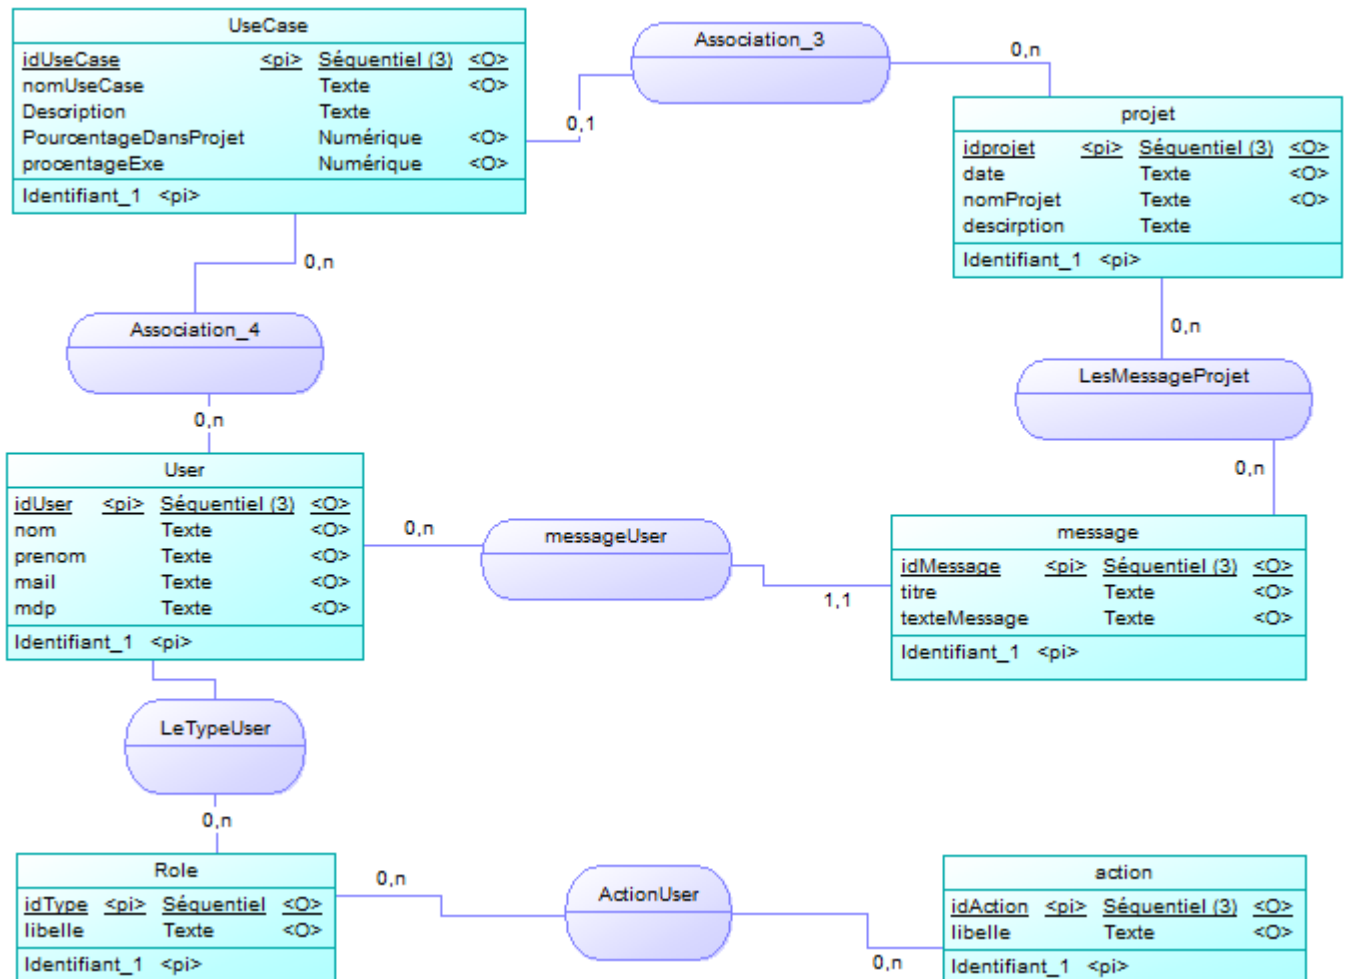 UseCase
idUseCase <pi> Séquentiel (3) <O>
nomUseCase Texte <O>
Description Texte
PourcentageDansProjet Numérique <O>
procentageExe Numérique <O>
Identifiant_1 <pi>
Association_3
0,n
0,1
projet
idprojet <pi> Séquentiel (3) <O>
date Texte <O>
nomProjet Texte <O>
descirption Texte
Identifiant_1 <pi>
0,n
Association_4
0,n
0,n
LesMessageProjet
0,n
User
idUser <pi> Séquentiel (3) <O>
nom Texte <O>
prenom Texte <O>
mail Texte <O>
mdp Texte <O>
Identifiant_1 <pi>
0,n
messageUser
1,1
message
idMessage <pi> Séquentiel (3) <O>
titre Texte <O>
texteMessage Texte <O>
Identifiant_1 <pi>
LeTypeUser
0,n
Role
idType <pi> Séquentiel <O>
libelle Texte <O>
Identifiant_1 <pi>
0,n
ActionUser
0,n
action
idAction <pi> Séquentiel (3) <O>
libelle Texte <O>
Identifiant_1 <pi>